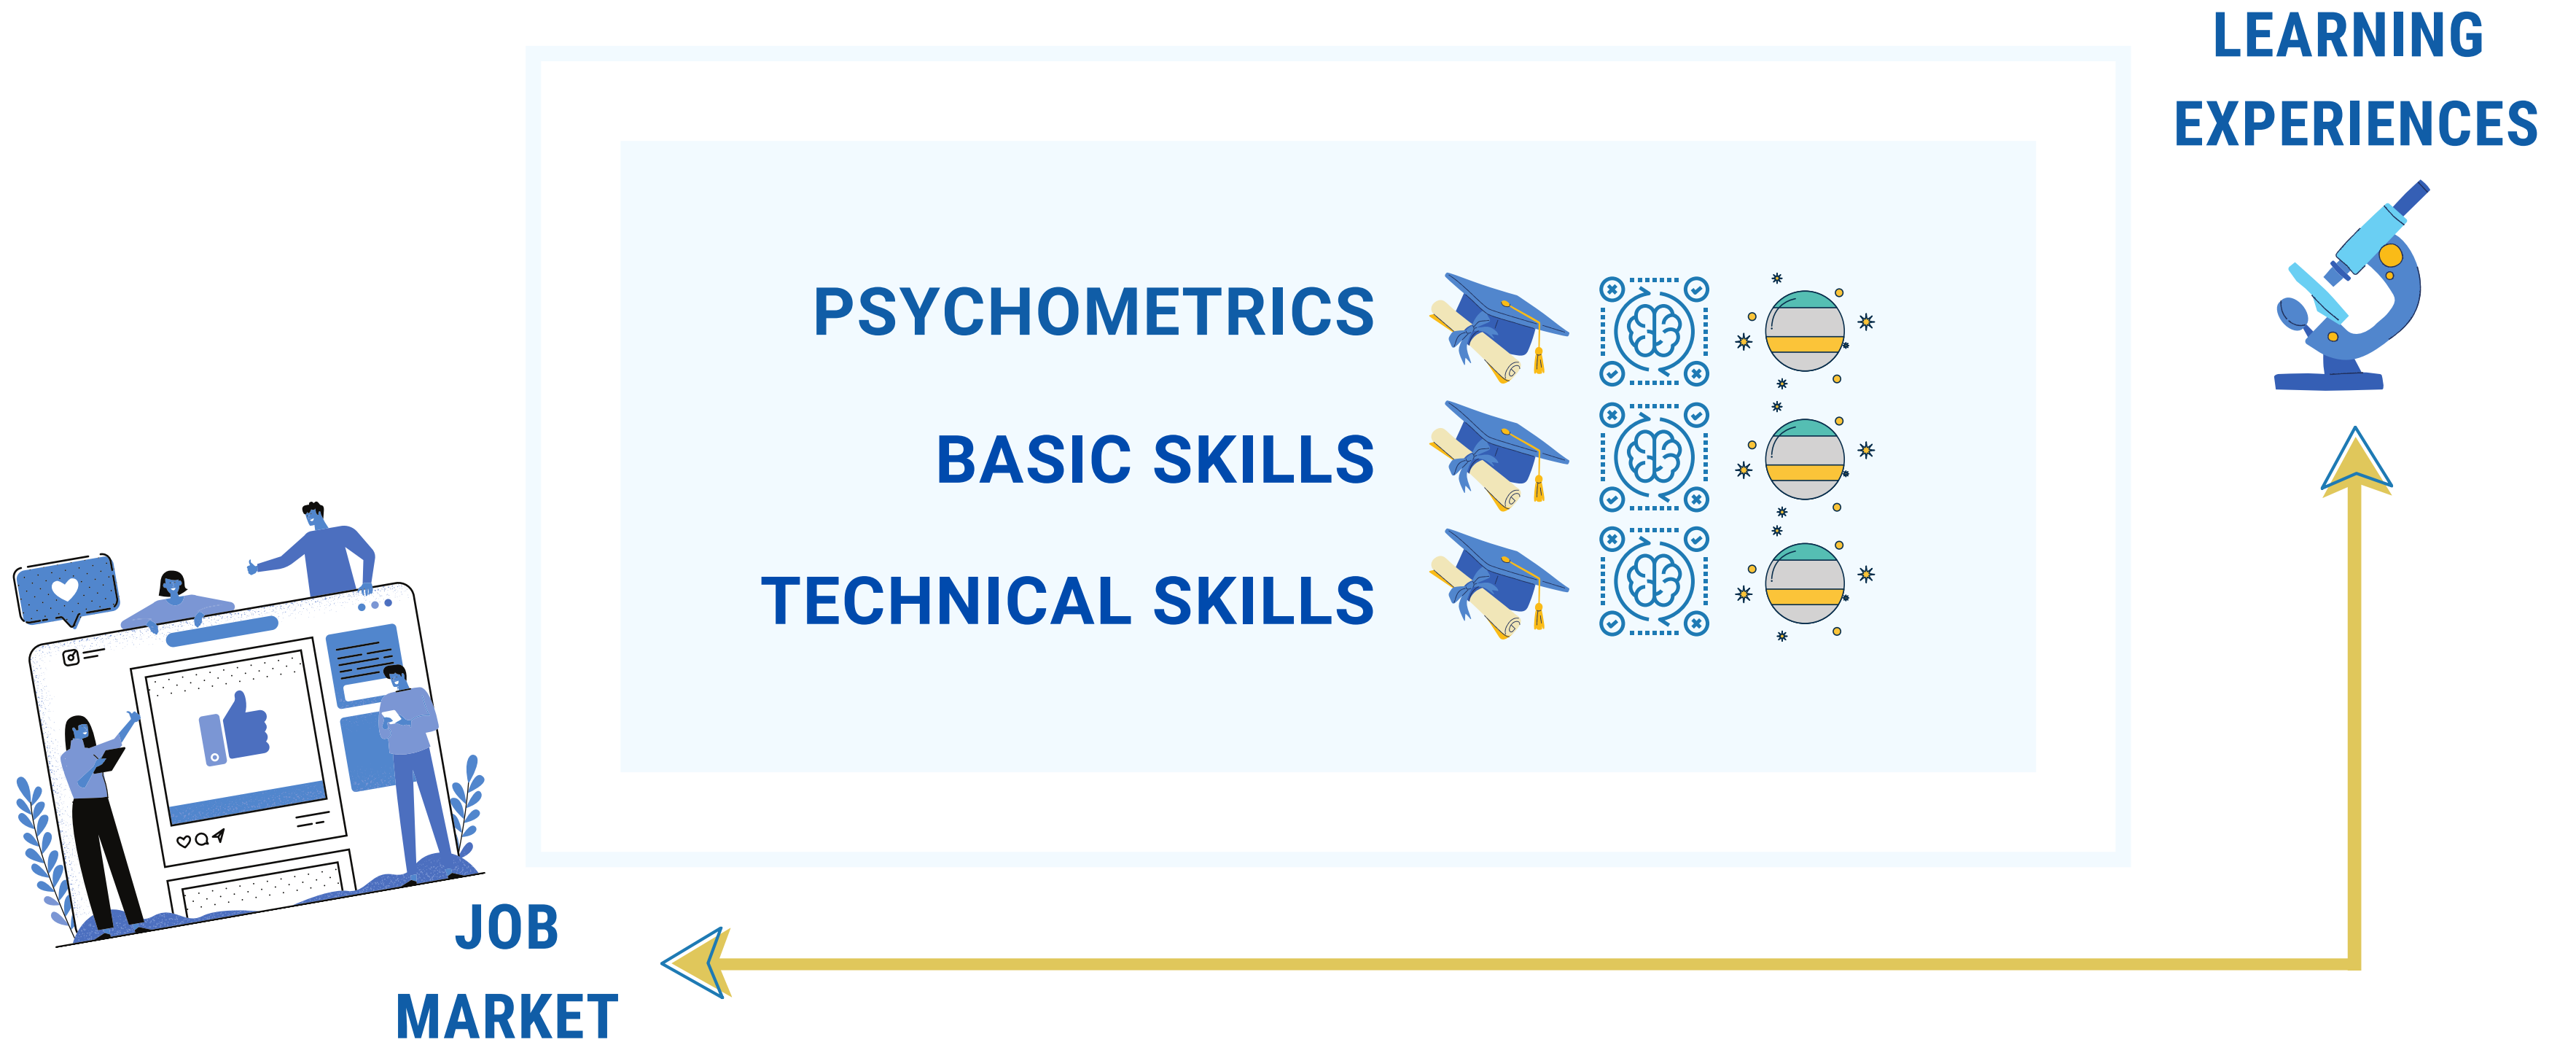 LEARNING
EXPERIENCES
PSYCHOMETRICS
BASIC SKILLS
TECHNICAL SKILLS
JOB
MARKET